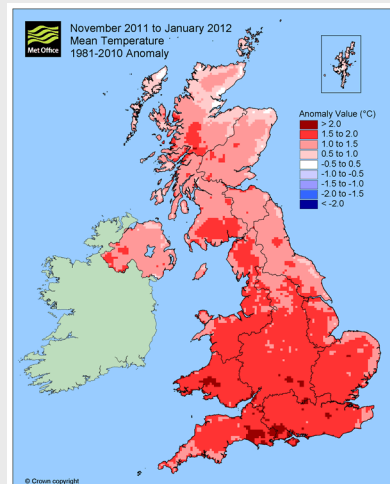 Met Office
November 2011 to January 2012
Mean Temperature
1981-2010 Anomaly
Anomaly Value (°C)
> 2.0
1.5 to 2.0
1.0 to 1.5
0.5 to 1.0
-0.5 to 0.5
-1.0 to -0.5
-1.5 to -1.0
-2.0 to -1.5
< -2.0
© Crown copyright